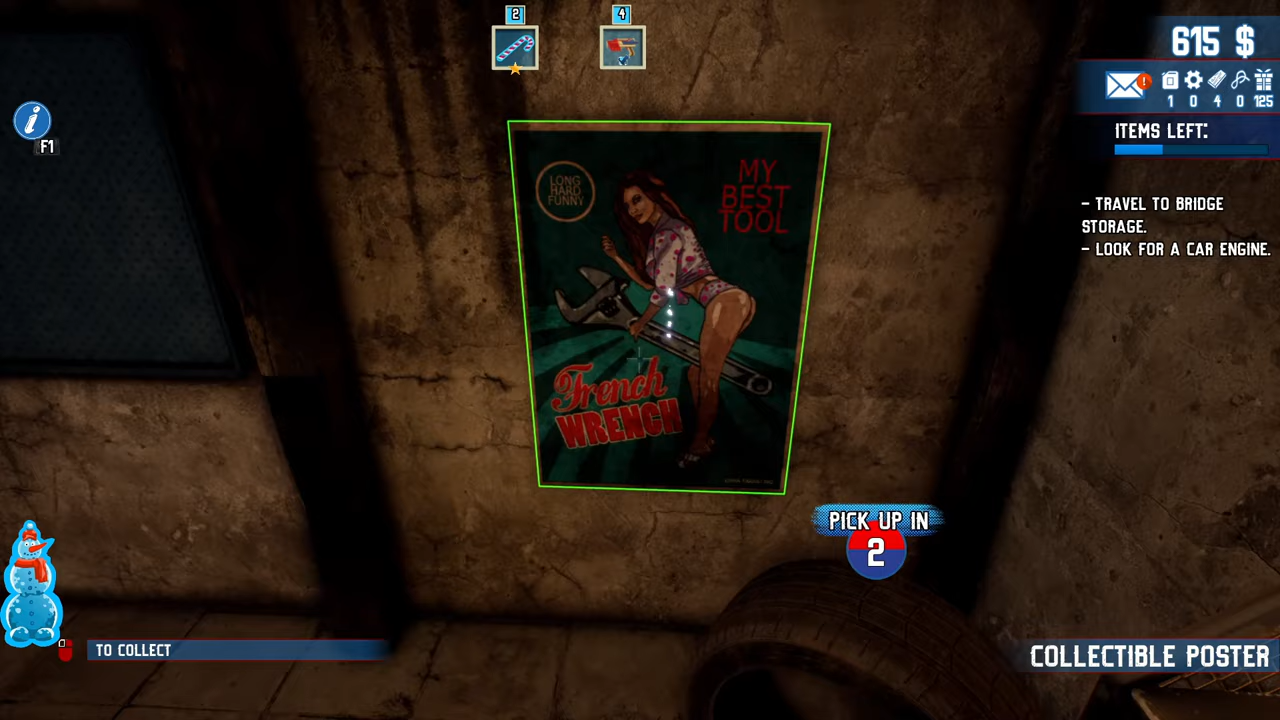 2
4
615 $
1 0 4 0 125
F1
ITEMS LEFT:
- TRAVEL TO BRIDGE
STORAGE.
- LOOK FOR A CAR ENGINE.
LONG
HARD
FUNNY
MY
BEST
TOOL
French
WRENCH
PICK UP IN
2
TO COLLECT
COLLECTIBLE POSTER